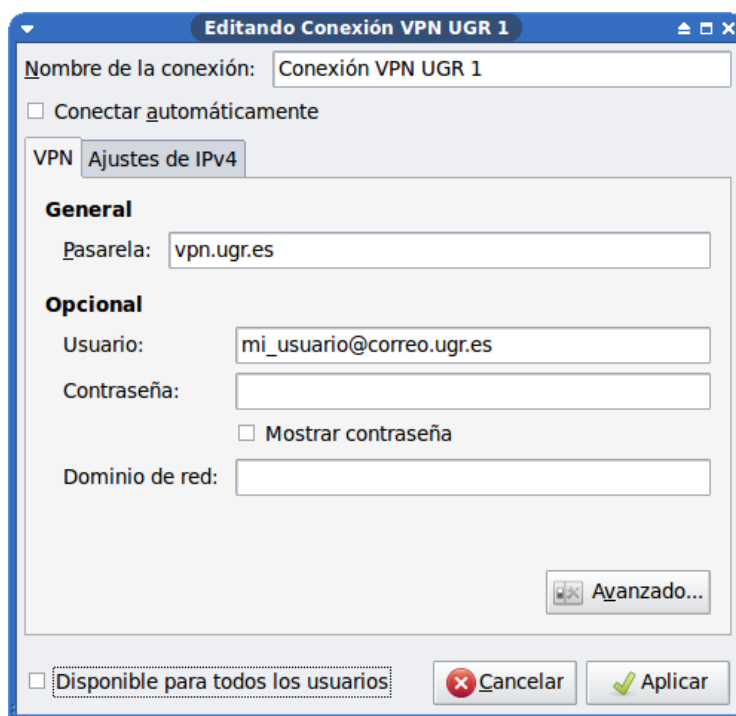 Editando Conexión VPN UGR 1
Nombre de la conexión: Conexión VPN UGR 1
Conectar automáticamente
VPN Ajustes de IPv4
General
Pasarela: vpn.ugr.es
Opcional
Usuario: mi_usuario@correo.ugr.es
Contraseña:
Mostrar contraseña
Dominio de red:
Avanzado...
Disponible para todos los usuarios Cancelar Aplicar